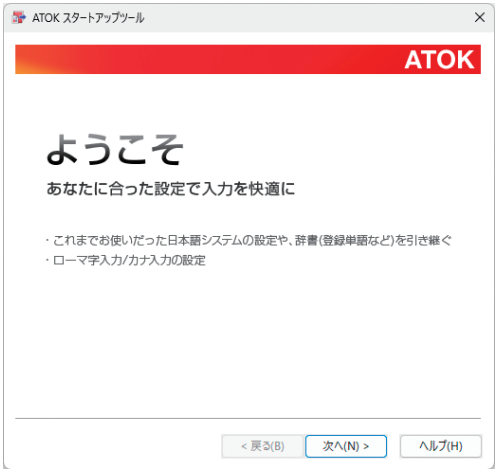 ATOK スタートアップツール
ATOK
ようこそ
あなたに合った設定で入力を快適に
・これまでお使いだった日本語システムの設定や、辞書(登録単語など)を引き継ぐ
・ローマ字入力/カナ入力の設定
< 戻る(B) 次へ(N) > ヘルプ(H)